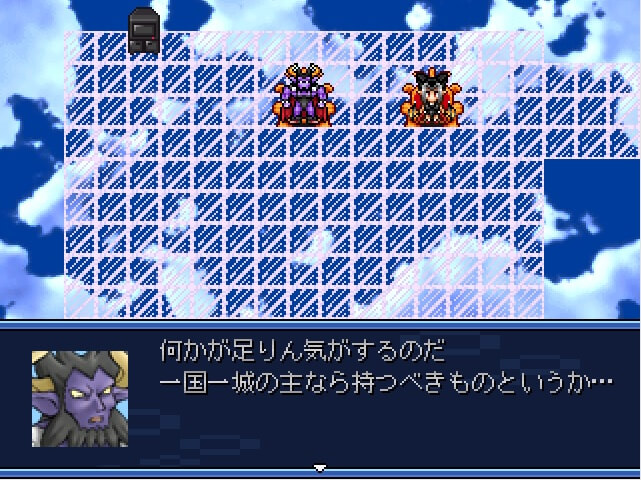 何かが足りん気がするのだ
一国一城の主なら持つべきものというか…